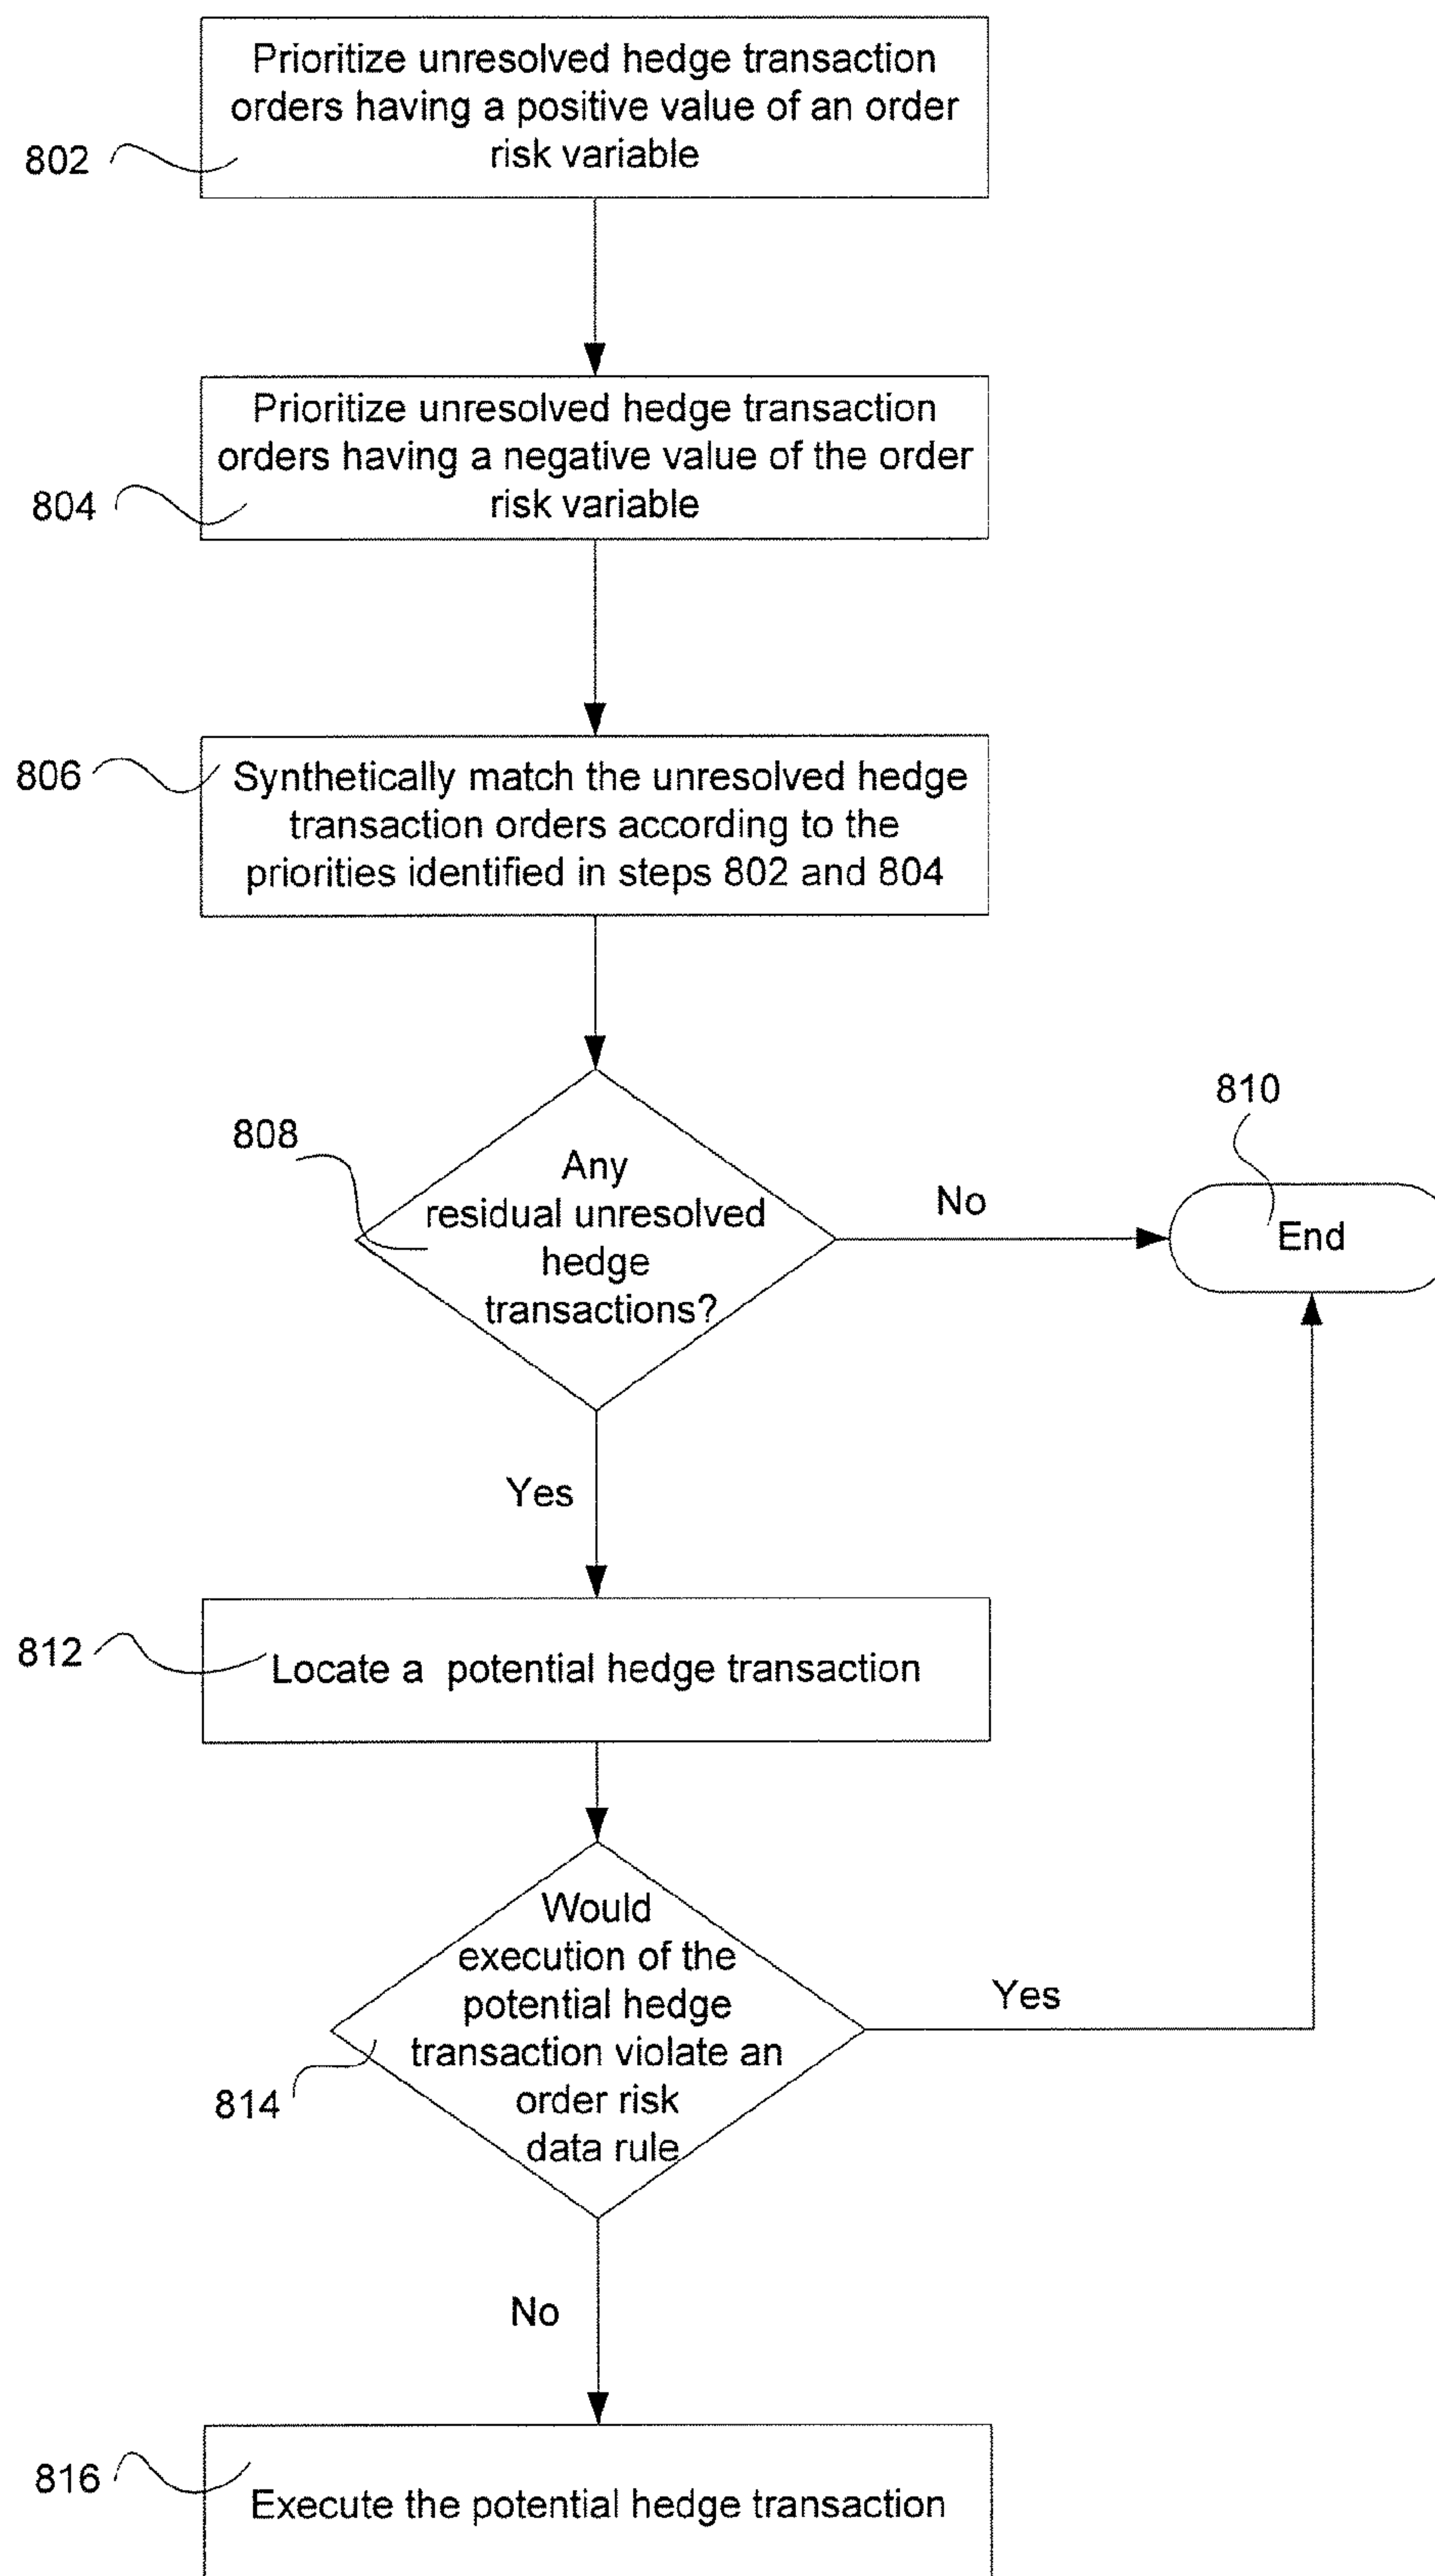 Prioritize unresolved hedge transaction
orders having a positive value of an order
risk variable
802
Prioritize unresolved hedge transaction
orders having a negative value of the order
risk variable
804
806
Synthetically match the unresolved hedge
transaction orders according to the
priorities identified in steps 802 and 804
808
Any
residual unresolved
hedge
transactions?
No
810
End
Yes
812
Locate a potential hedge transaction
Would
execution of the
potential hedge
transaction violate an
order risk
data rule
814
Yes
No
816
Execute the potential hedge transaction